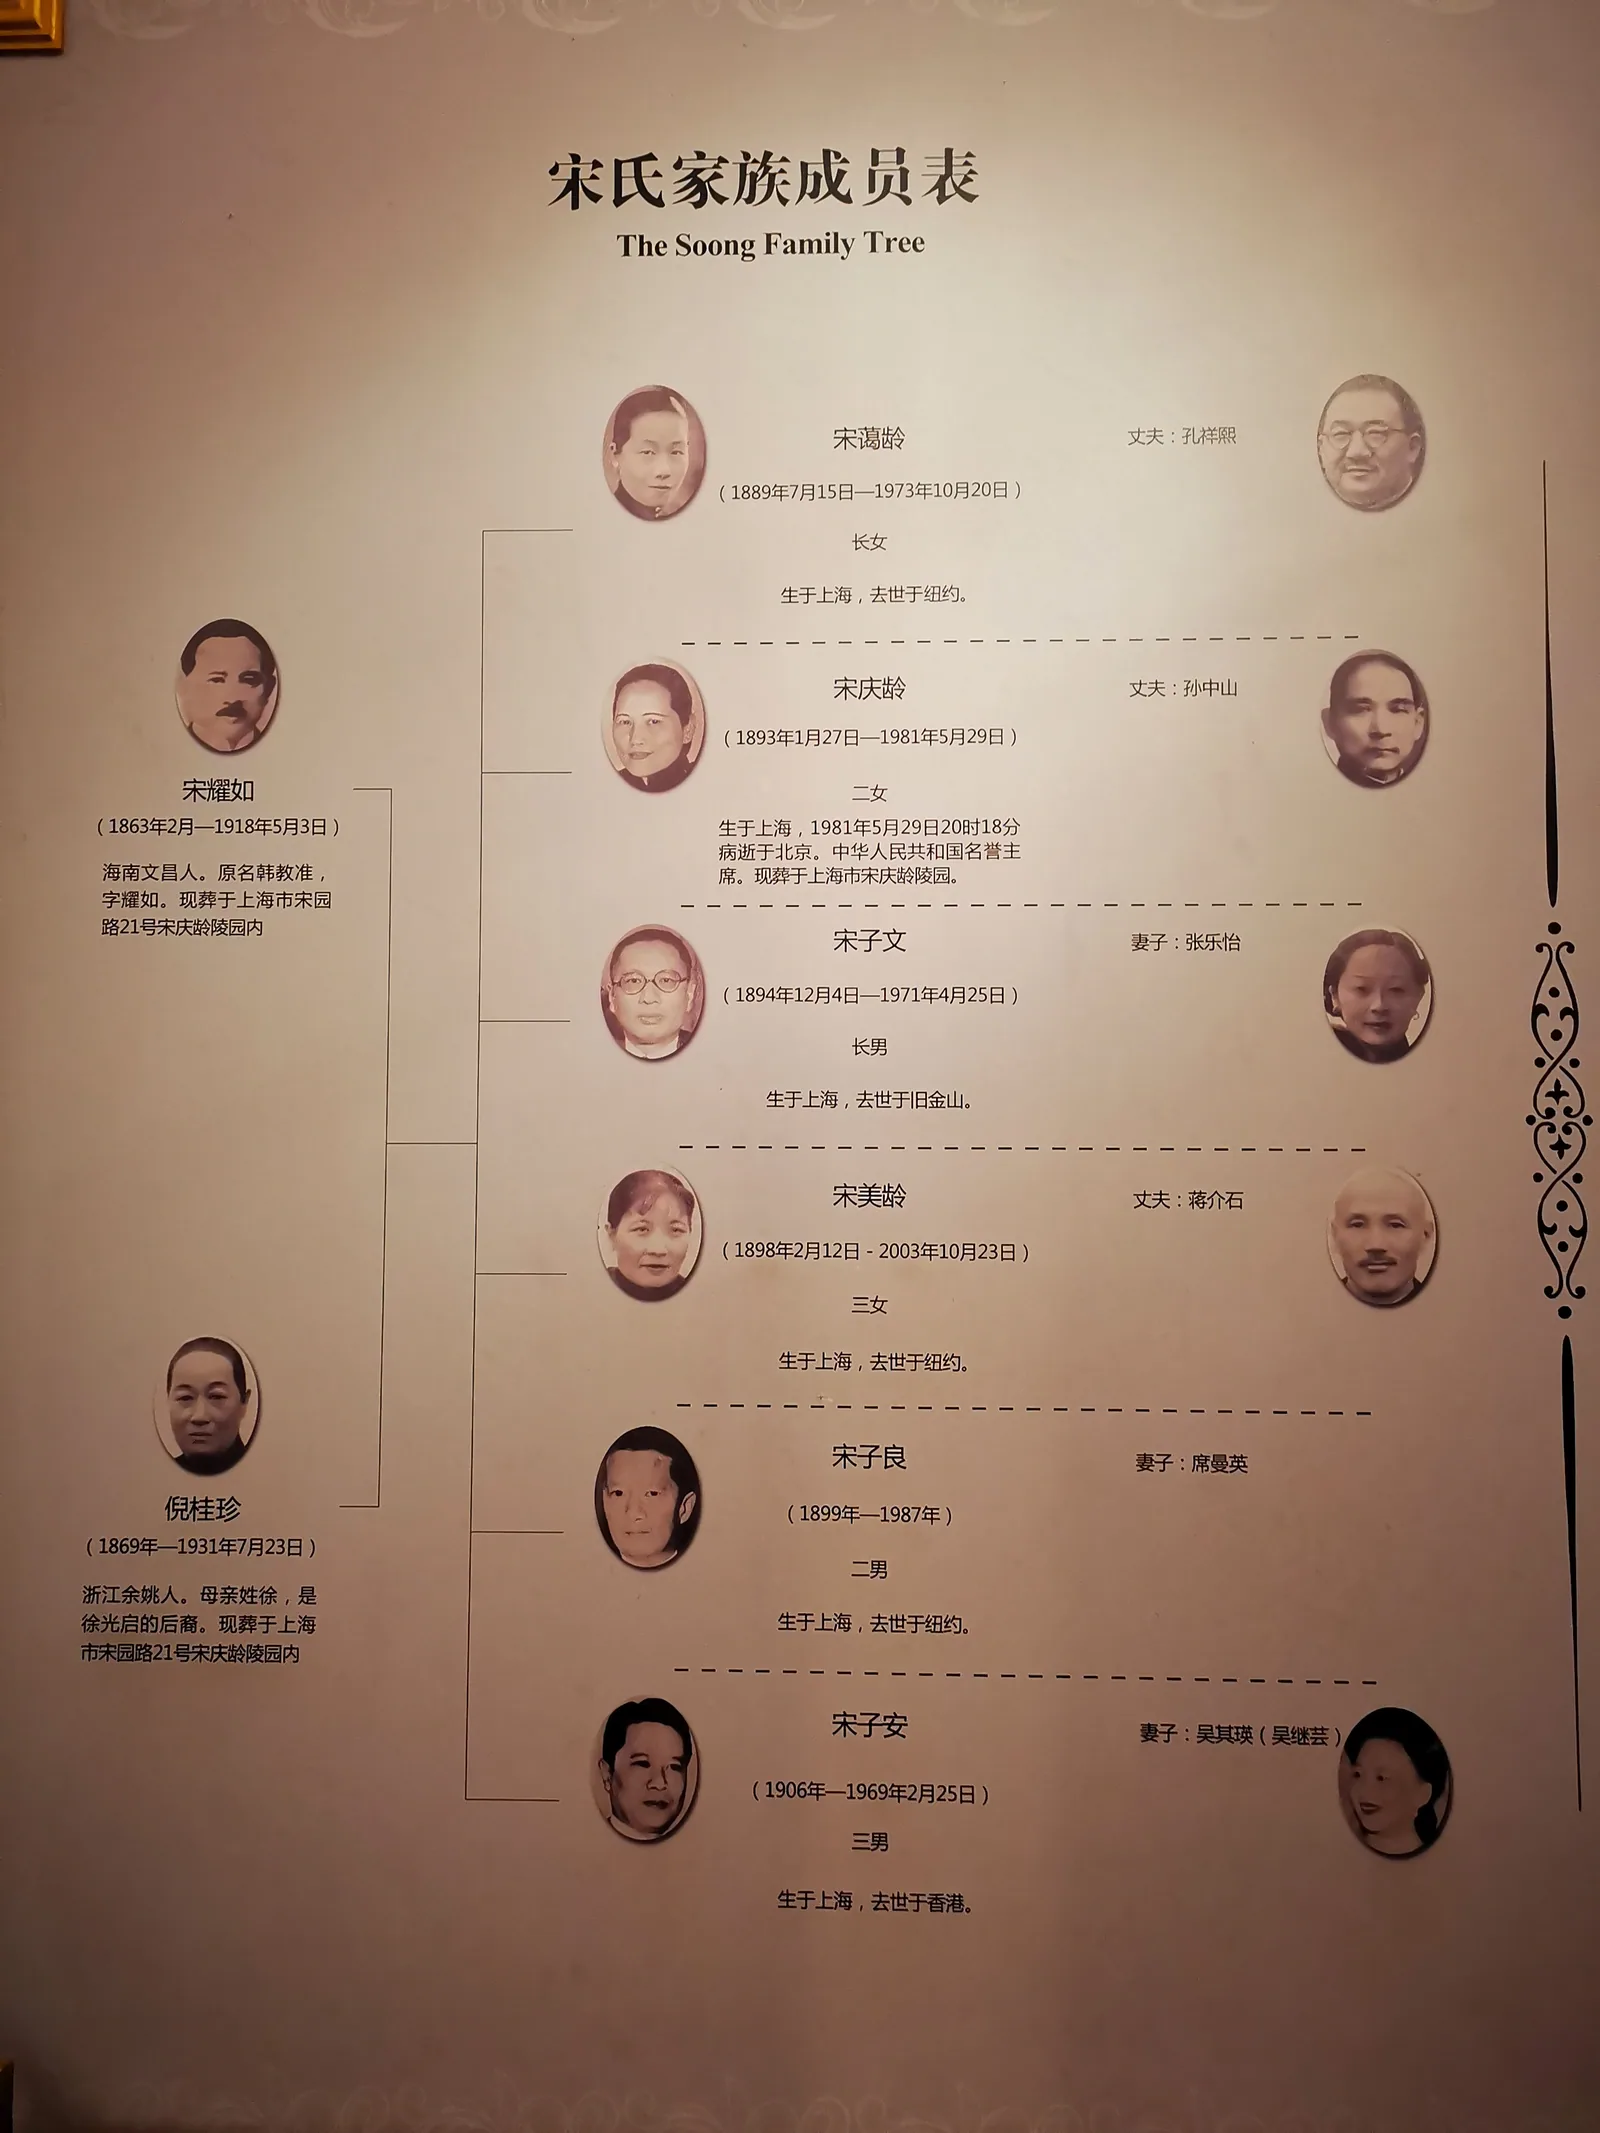 宋氏家族成员表
The Soong Family Tree
宋耀如
（1863年2月—1918年5月3日）
海南文昌人。原名韩教准，
字耀如。现葬于上海市宋园
路21号宋庆龄陵园内
倪桂珍
（1869年—1931年7月23日）
浙江余姚人。母亲姓徐，是
徐光启的后裔。现葬于上海
市宋园路21号宋庆龄陵园内
宋蔼龄
丈夫：孔祥熙
（1889年7月15日—1973年10月20日）
长女
生于上海，去世于纽约。
宋庆龄
丈夫：孙中山
（1893年1月27日—1981年5月29日）
二女
生于上海，1981年5月29日20时18分
病逝于北京。中华人民共和国名誉主
席。现葬于上海市宋庆龄陵园。
宋子文
妻子：张乐怡
（1894年12月4日—1971年4月25日）
长男
生于上海，去世于旧金山。
宋美龄
丈夫：蒋介石
（1898年2月12日 - 2003年10月23日）
三女
生于上海，去世于纽约。
宋子良
妻子：席曼英
（1899年—1987年）
二男
生于上海，去世于纽约。
宋子安
妻子：吴其瑛（吴继芸）
（1906年—1969年2月25日）
三男
生于上海，去世于香港。